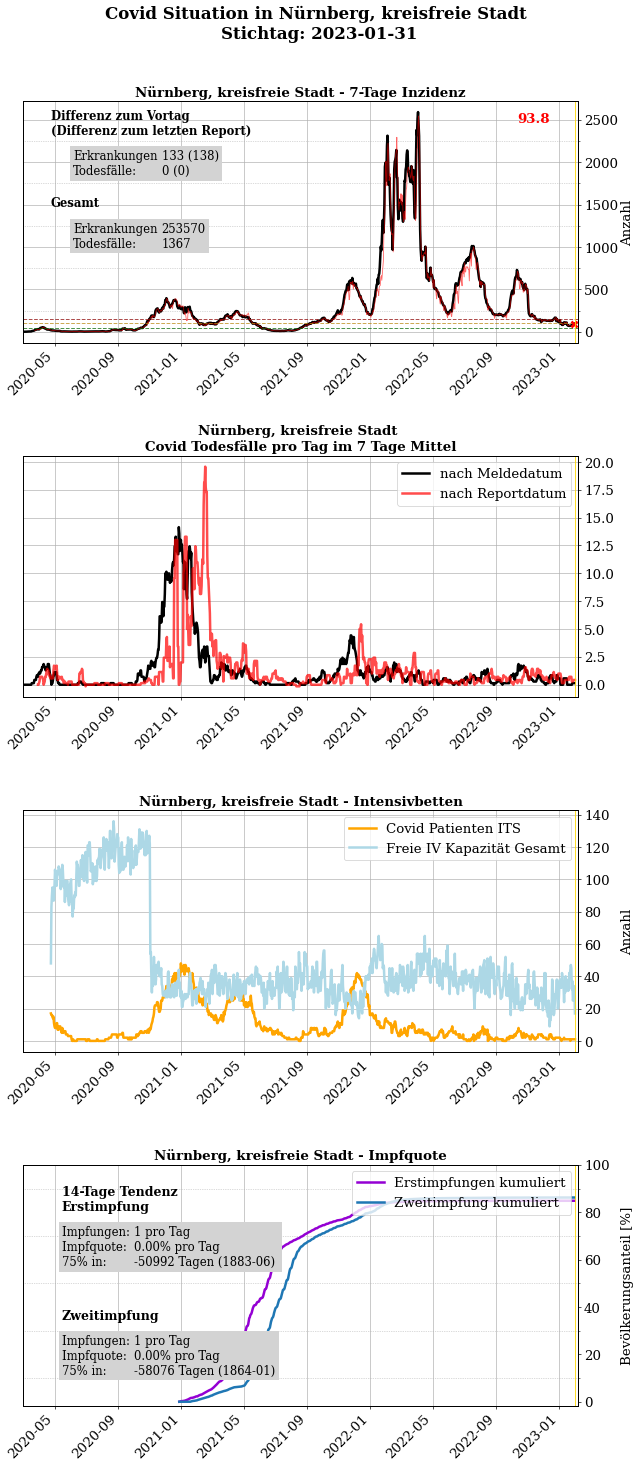 Covid Situation in Nürnberg, kreisfreie Stadt
Stichtag: 2023-01-31
Nürnberg, kreisfreie Stadt - 7-Tage Inzidenz
Differenz zum Vortag
(Differenz zum letzten Report)
Erkrankungen 133 (138)
Todesfälle: 0 (0)
Gesamt
Erkrankungen 253570
Todesfälle: 1367
93.8
2500
2000
1500
1000
500
0
Anzahl
2020-05
2020-09
2021-01
2021-05
2021-09
2022-01
2022-05
2022-09
2023-01
Nürnberg, kreisfreie Stadt
Covid Todesfälle pro Tag im 7 Tage Mittel
nach Meldedatum
nach Reportdatum
20.0
17.5
15.0
12.5
10.0
7.5
5.0
2.5
0.0
2020-05
2020-09
2021-01
2021-05
2021-09
2022-01
2022-05
2022-09
2023-01
Nürnberg, kreisfreie Stadt - Intensivbetten
Covid Patienten ITS
Freie IV Kapazität Gesamt
140
120
100
80
60
40
20
0
Anzahl
2020-05
2020-09
2021-01
2021-05
2021-09
2022-01
2022-05
2022-09
2023-01
Nürnberg, kreisfreie Stadt - Impfquote
14-Tage Tendenz
Erstimpfung
Impfungen: 1 pro Tag
Impfquote: 0.00% pro Tag
75% in: -50992 Tagen (1883-06)
Zweitimpfung
Impfungen: 1 pro Tag
Impfquote: 0.00% pro Tag
75% in: -58076 Tagen (1864-01)
Erstimpfungen kumuliert
Zweitimpfung kumuliert
100
80
60
40
20
0
Bevölkerungsanteil [%]
2020-05
2020-09
2021-01
2021-05
2021-09
2022-01
2022-05
2022-09
2023-01